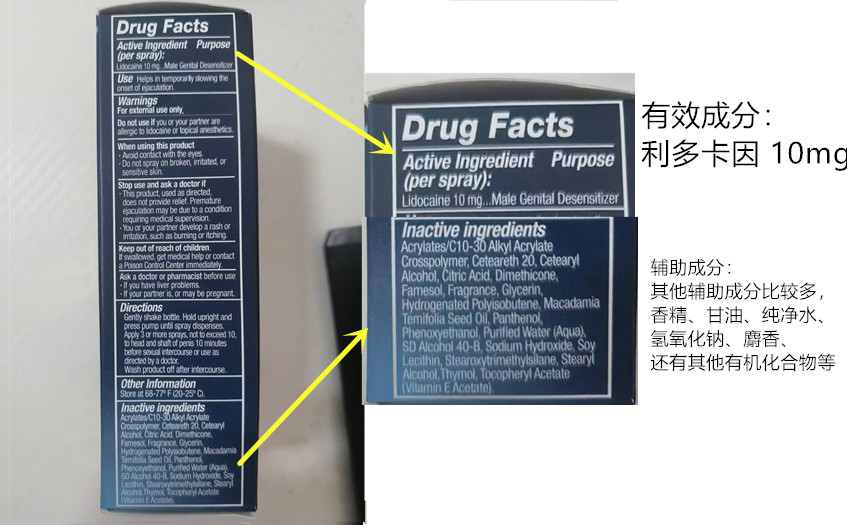 Drug Facts
Active Ingredient Purpose
(per spray):
Lidocaine 10 mg...Male Genital Desensitizer
Use Helps in temporarily slowing the
onset of ejaculation.
Warnings
For external use only.
Do not use if you or your partner are
allergic to lidocaine or topical anesthetics.
When using this product
· Avoid contact with the eyes.
· Do not spray on broken, irritated, or
sensitive skin.
Stop use and ask a doctor if
· This product, used as directed,
does not provide relief. Premature
ejaculation may be due to a condition
requiring medical supervision.
· You or your partner develop a rash or
irritation, such as burning or itching.
Keep out of reach of children.
If swallowed, get medical help or contact
a Poison Control Center immediately.
Ask a doctor or pharmacist before use
· If you have liver problems.
· If your partner is, or may be pregnant.
Directions
Gently shake bottle. Hold upright and
press pump until spray dispenses.
Apply 3 or more sprays, not to exceed 10,
to head and shaft of penis 10 minutes
before sexual intercourse or use as
directed by a doctor.
Wash product off after intercourse.
Other Information
Store at 68-77° F (20-25° C).
Inactive ingredients
Acrylates/C10-30 Alkyl Acrylate
Crosspolymer, Ceteareth 20, Cetearyl
Alcohol, Citric Acid, Dimethicone,
Farnesol, Fragrance, Glycerin,
Hydrogenated Polyisobutene, Macadamia
Ternifolia Seed Oil, Panthenol,
Phenoxyethanol, Purified Water (Aqua),
SD Alcohol 40-B, Sodium Hydroxide, Soy
Lecithin, Stearoxytrimethylsilane, Stearyl
Alcohol,Thymol, Tocopheryl Acetate
(Vitamin E Acetate).
Drug Facts
Active Ingredient Purpose
(per spray):
Lidocaine 10 mg...Male Genital Desensitizer
Inactive ingredients
Acrylates/C10-30 Alkyl Acrylate
Crosspolymer, Ceteareth 20, Cetearyl
Alcohol, Citric Acid, Dimethicone,
Farnesol, Fragrance, Glycerin,
Hydrogenated Polyisobutene, Macadamia
Ternifolia Seed Oil, Panthenol,
Phenoxyethanol, Purified Water (Aqua),
SD Alcohol 40-B, Sodium Hydroxide, Soy
Lecithin, Stearoxytrimethylsilane, Stearyl
Alcohol,Thymol, Tocopheryl Acetate
(Vitamin E Acetate).
有效成分：
利多卡因 10mg
辅助成分：
其他辅助成分比较多，
香精、甘油、纯净水、
氢氧化钠、麝香、
还有其他有机化合物等